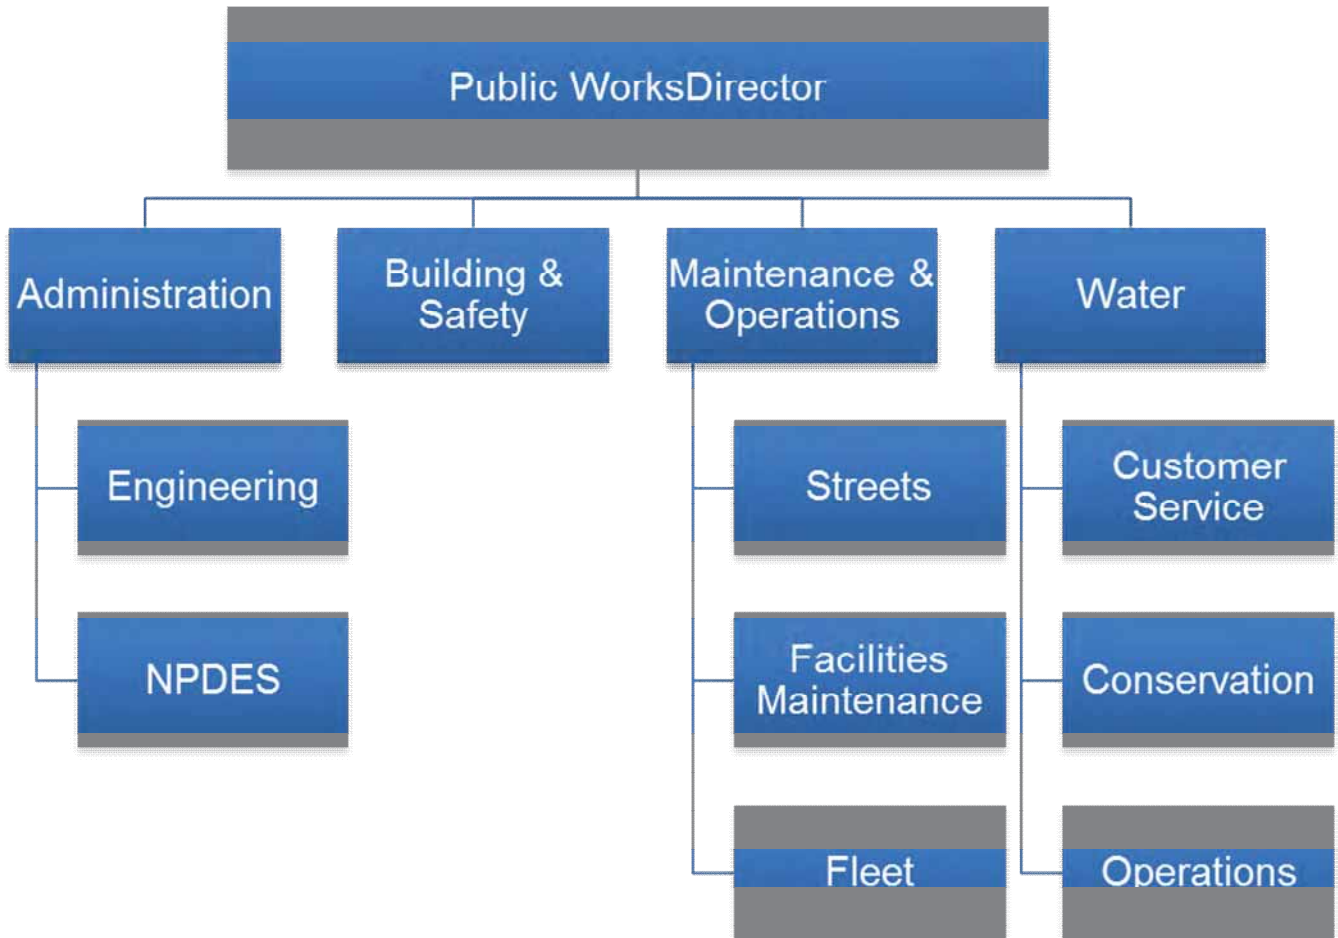 Public WorksDirector
Administration
Building &
Safety
Maintenance &
Operations
Water
Engineering
NPDES
Streets
Facilities
Maintenance
Fleet
Customer
Service
Conservation
Operations